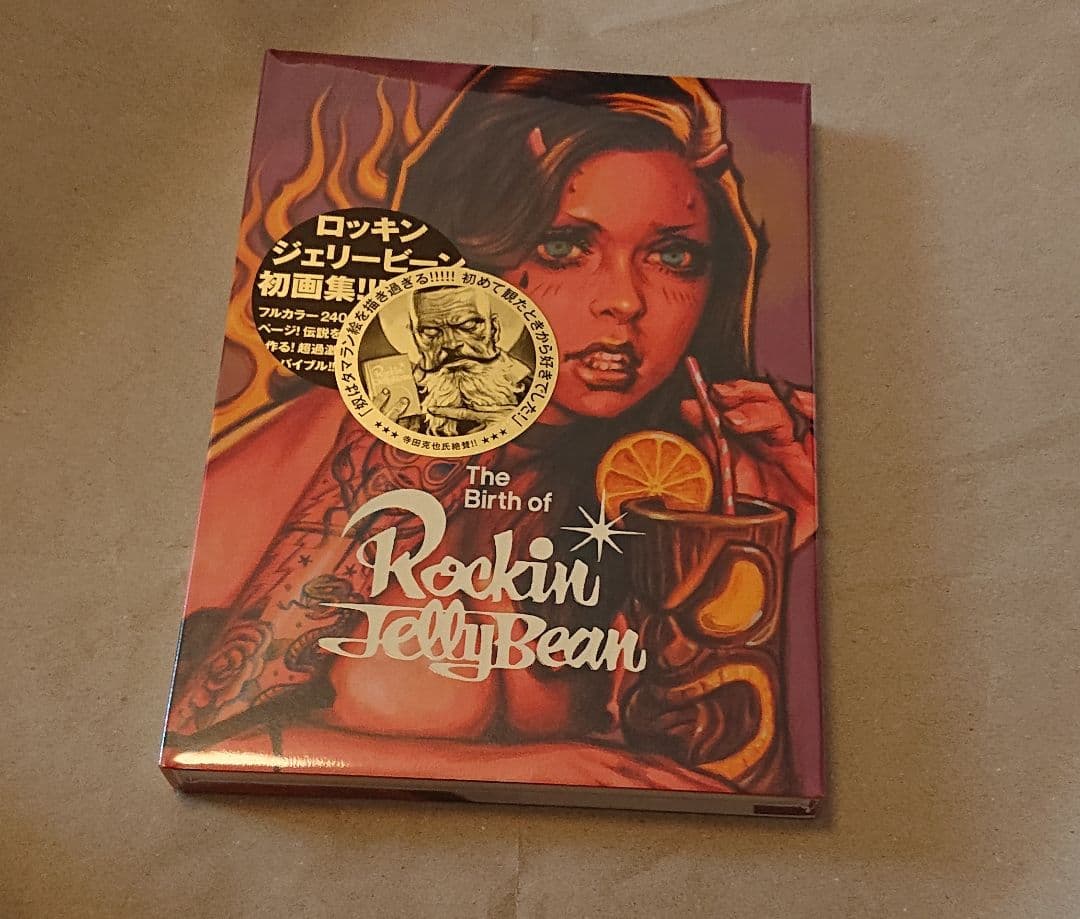 ロッキン
ジェリービーン
初画集!!
フルカラー 240
ページ! 伝説を
作る! 超過激
バイブル!!
「奴はタマラン絵を描き過ぎる!!!!! 初めて観たときから好きでした!」
★★★ 寺田克也氏絶賛!! ★★★
The
Birth of
Rockin
JellyBean